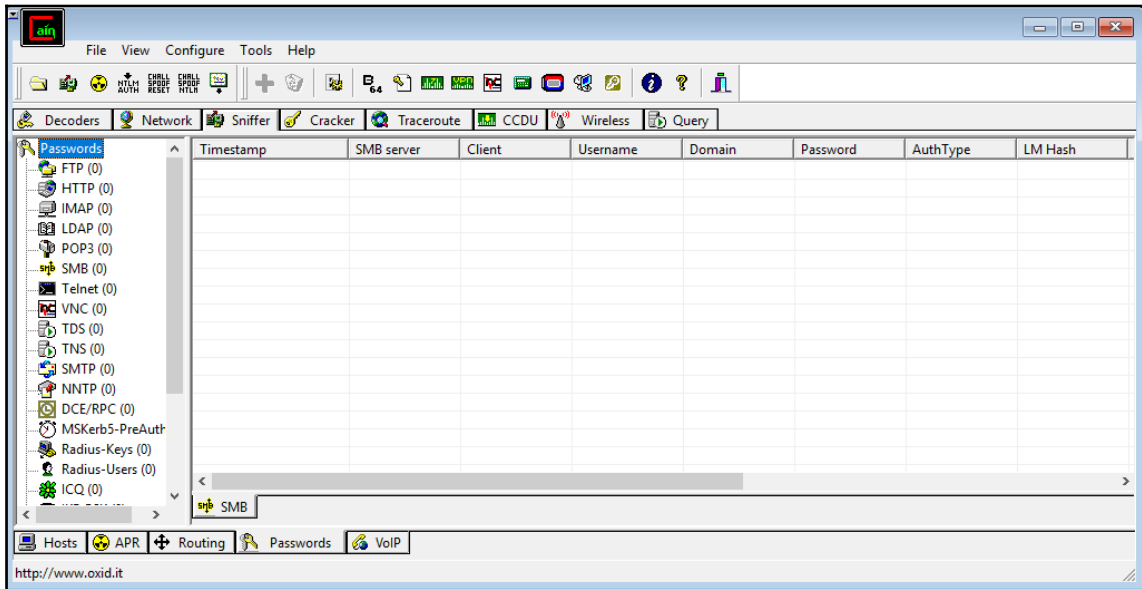 Cain
File View Configure Tools Help
NTLM AUTH CHALL SPOOF RESET CHALL SPOOF NTLM B64
Decoders Network Sniffer Cracker Traceroute CCDU Wireless Query
Passwords
FTP (0)
HTTP (0)
IMAP (0)
LDAP (0)
POP3 (0)
SMB (0)
Telnet (0)
VNC (0)
TDS (0)
TNS (0)
SMTP (0)
NNTP (0)
DCE/RPC (0)
MSKerb5-PreAuth
Radius-Keys (0)
Radius-Users (0)
ICQ (0)
Timestamp SMB server Client Username Domain Password AuthType LM Hash
SMB
Hosts APR Routing Passwords VoIP
http://www.oxid.it